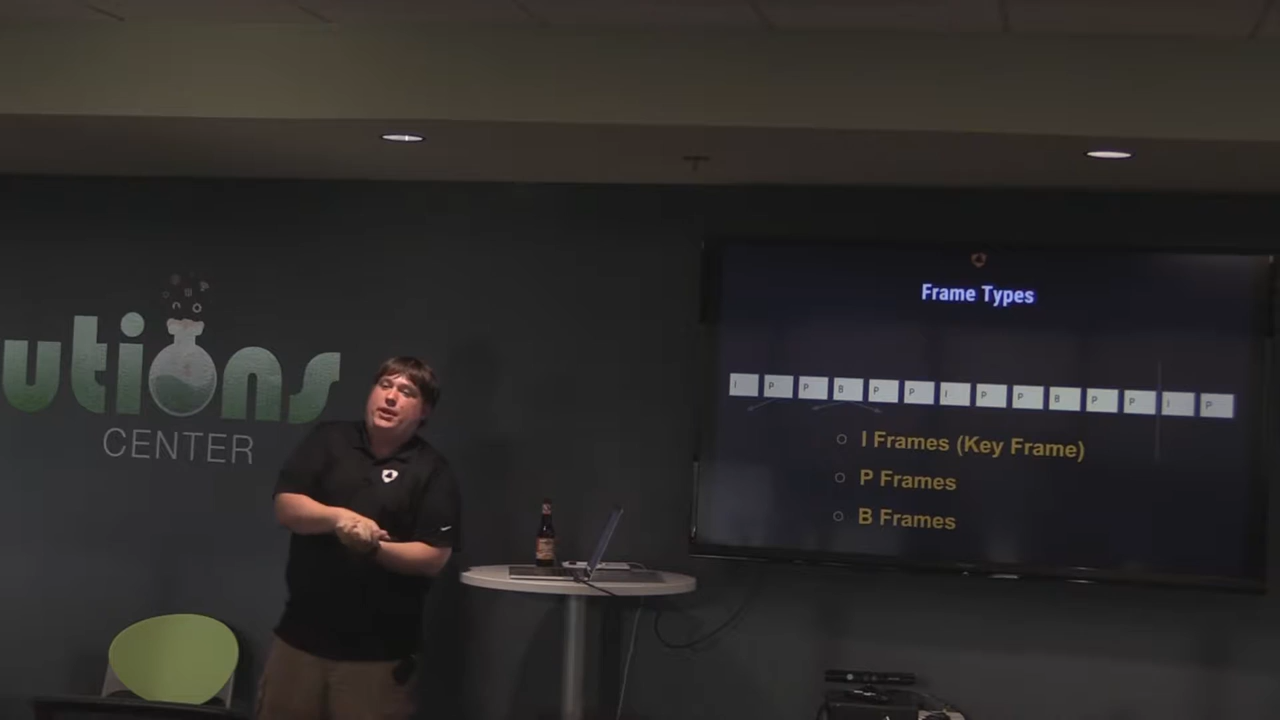 utions
CENTER
Frame Types
I P P B P P I P P B P P I P
I Frames (Key Frame)
P Frames
B Frames